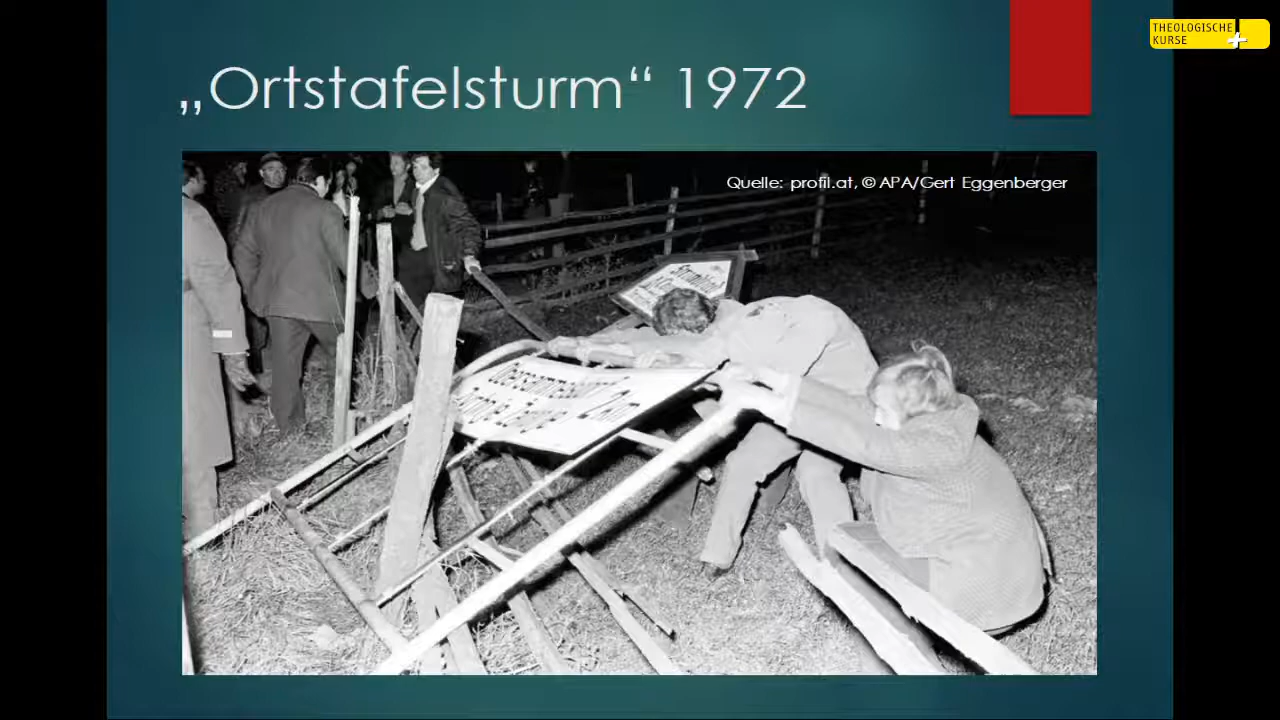 THEOLOGISCHE
KURSE
„Ortstafelsturm“ 1972
Quelle: profil.at, © APA/Gert Eggenberger